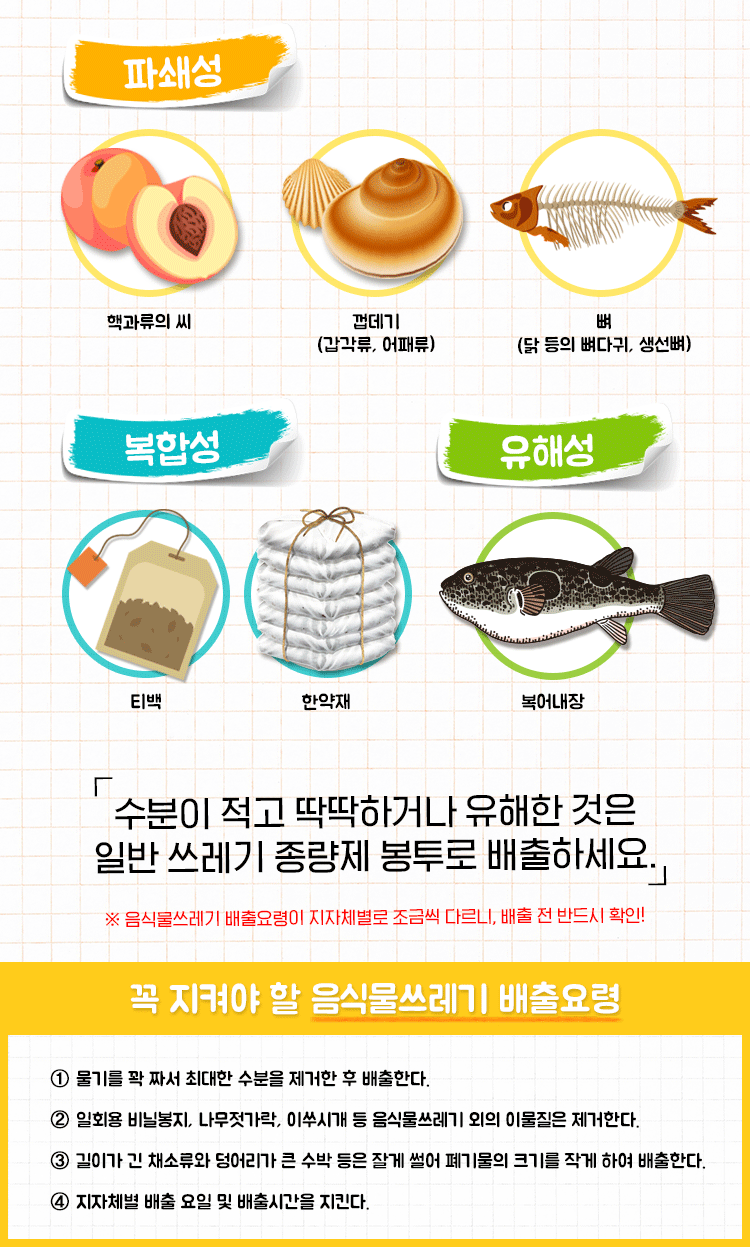 파쇄성
핵과류의 씨
껍데기
(갑각류, 어패류)
뼈
(닭 등의 뼈다귀, 생선뼈)
복합성
유해성
티백
한약재
복어내장
「수분이 적고 딱딱하거나 유해한 것은
일반 쓰레기 종량제 봉투로 배출하세요.」
※ 음식물쓰레기 배출요령이 지자체별로 조금씩 다르니, 배출 전 반드시 확인!
꼭 지켜야 할 음식물쓰레기 배출요령
① 물기를 꽉 짜서 최대한 수분을 제거한 후 배출한다.
② 일회용 비닐봉지, 나무젓가락, 이쑤시개 등 음식물쓰레기 외의 이물질은 제거한다.
③ 길이가 긴 채소류와 덩어리가 큰 수박 등은 잘게 썰어 폐기물의 크기를 작게 하여 배출한다.
④ 지자체별 배출 요일 및 배출시간을 지킨다.